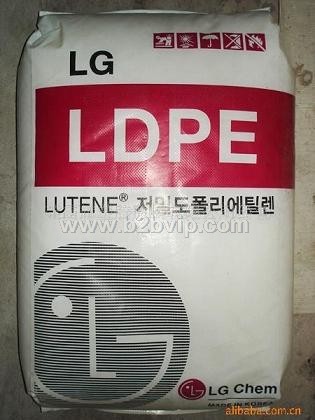 LG
LDPE
LUTENE® 저밀도폴리에틸렌
www.b2bvip.com
LG Chem
MADE IN KOREA
alibaba.com.cn